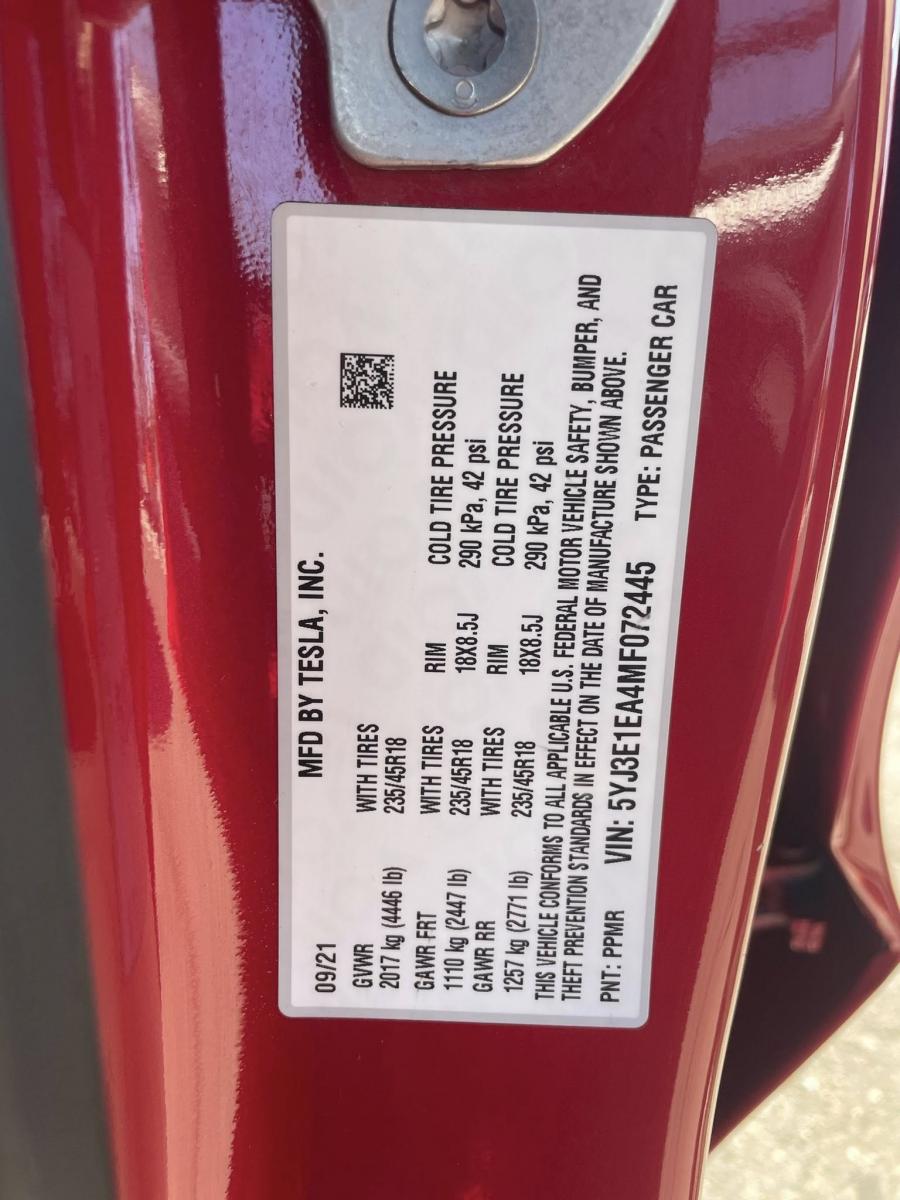 MFD BY TESLA, INC.
09/21
GVWR WITH TIRES
2017 kg (4446 lb) 235/45R18
GAWR FRT WITH TIRES RIM COLD TIRE PRESSURE
1110 kg (2447 lb) 235/45R18 18X8.5J 290 kPa, 42 psi
GAWR RR WITH TIRES RIM COLD TIRE PRESSURE
1257 kg (2771 lb) 235/45R18 18X8.5J 290 kPa, 42 psi
THIS VEHICLE CONFORMS TO ALL APPLICABLE U.S. FEDERAL MOTOR VEHICLE SAFETY, BUMPER, AND
THEFT PREVENTION STANDARDS IN EFFECT ON THE DATE OF MANUFACTURE SHOWN ABOVE.
PNT: PPMR VIN: 5YJ3E1EA4MF072445 TYPE: PASSENGER CAR